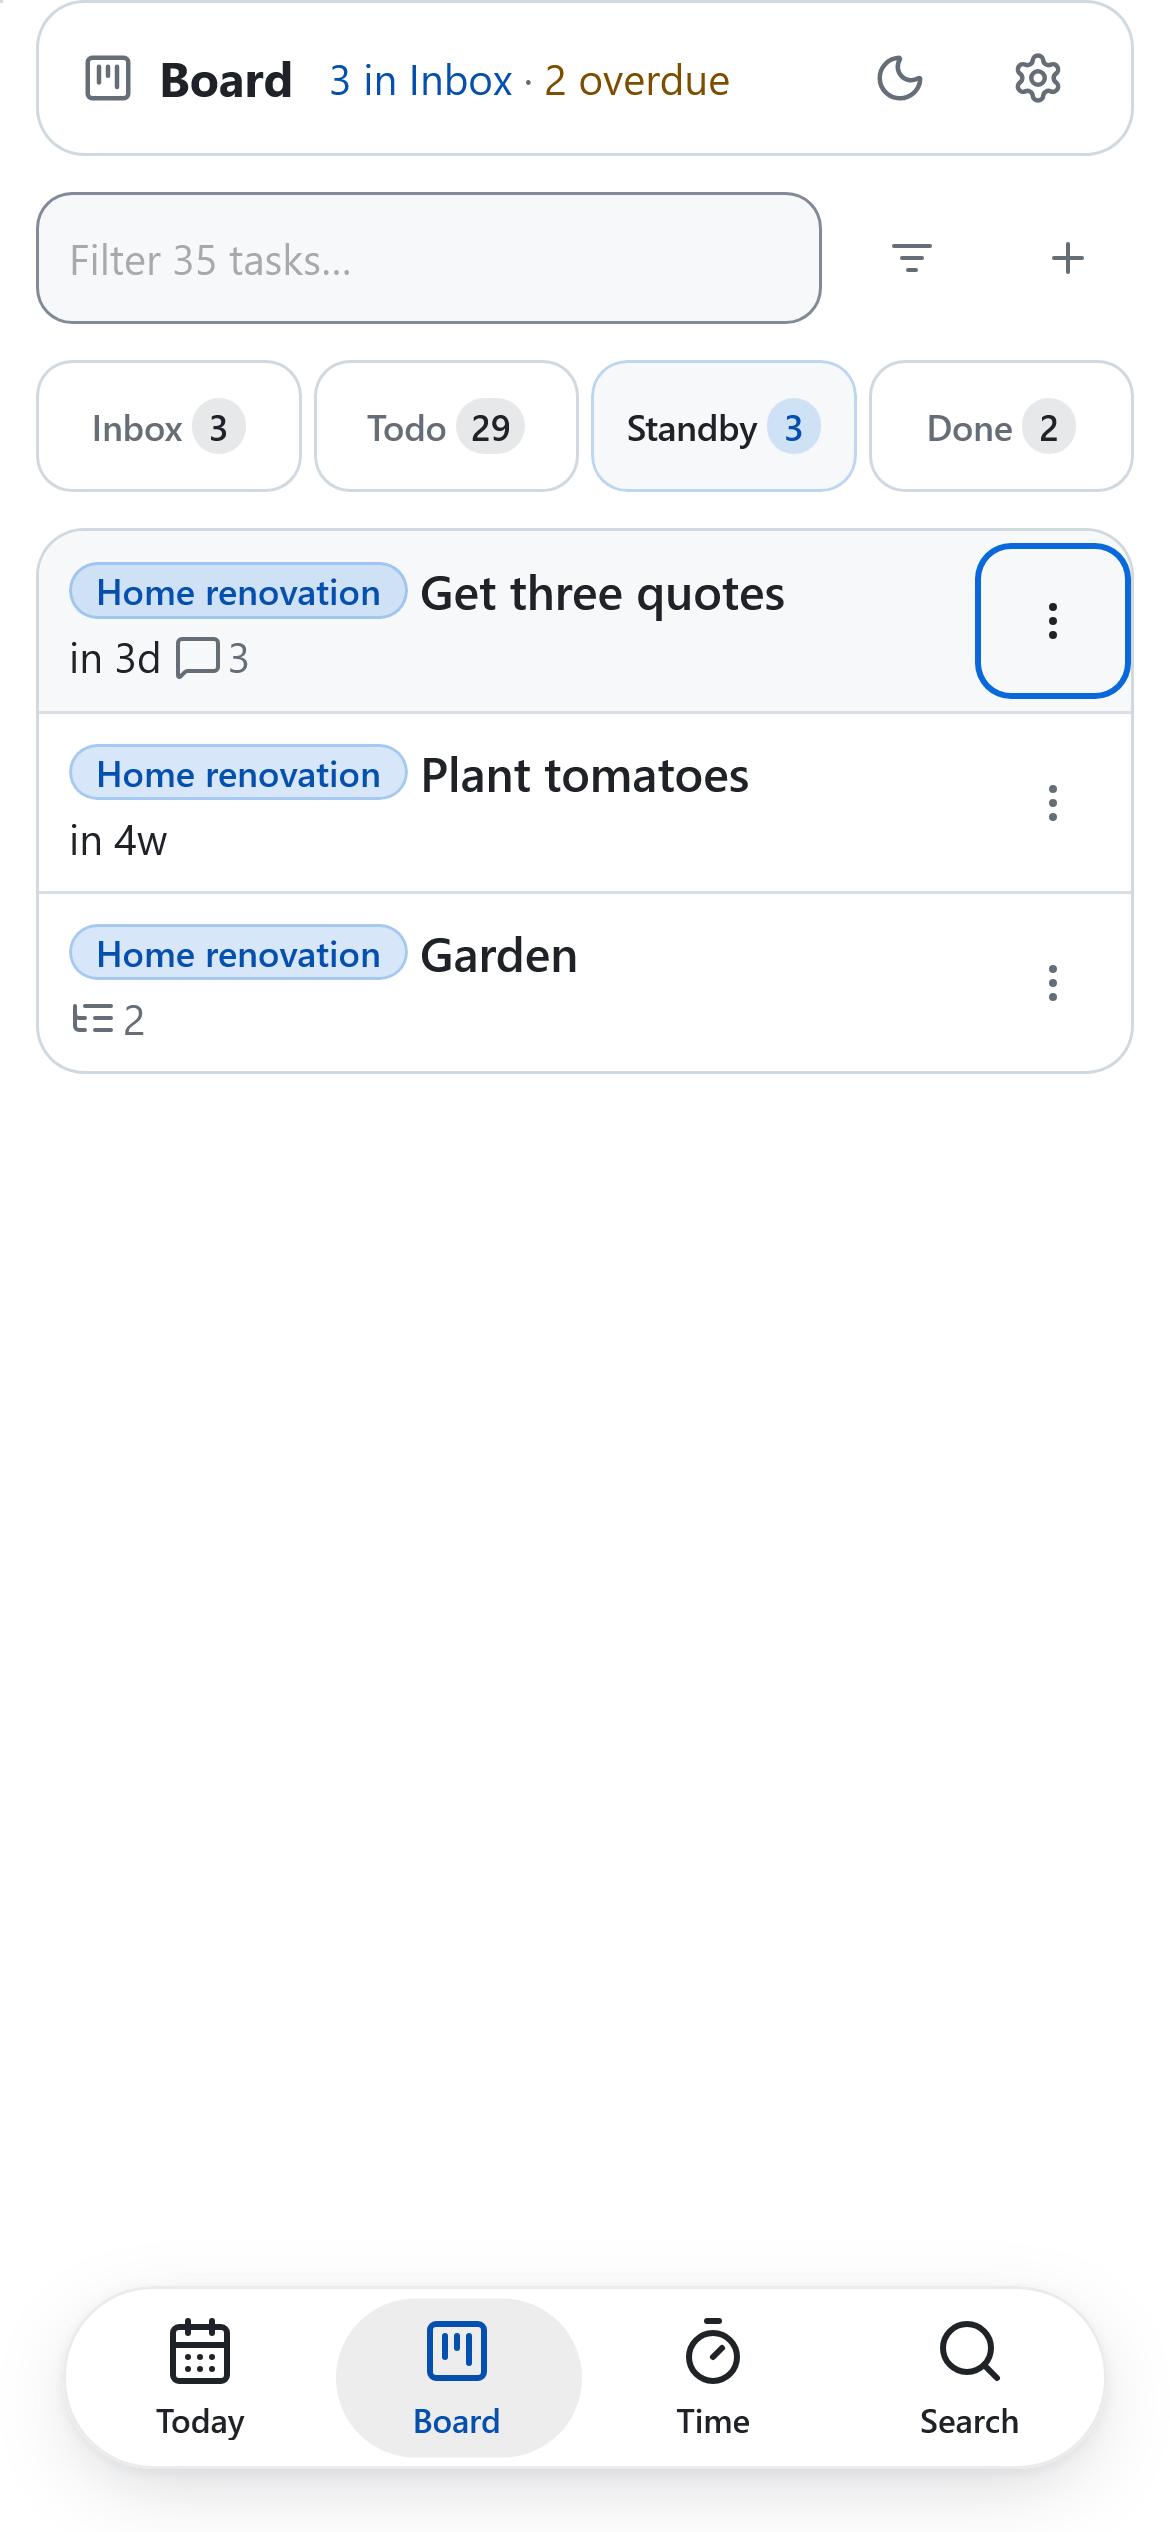 Board 3 in Inbox · 2 overdue
Filter 35 tasks...
Inbox 3 Todo 29 Standby 3 Done 2
Home renovation Get three quotes
in 3d 3
Home renovation Plant tomatoes
in 4w
Home renovation Garden
2
Today Board Time Search